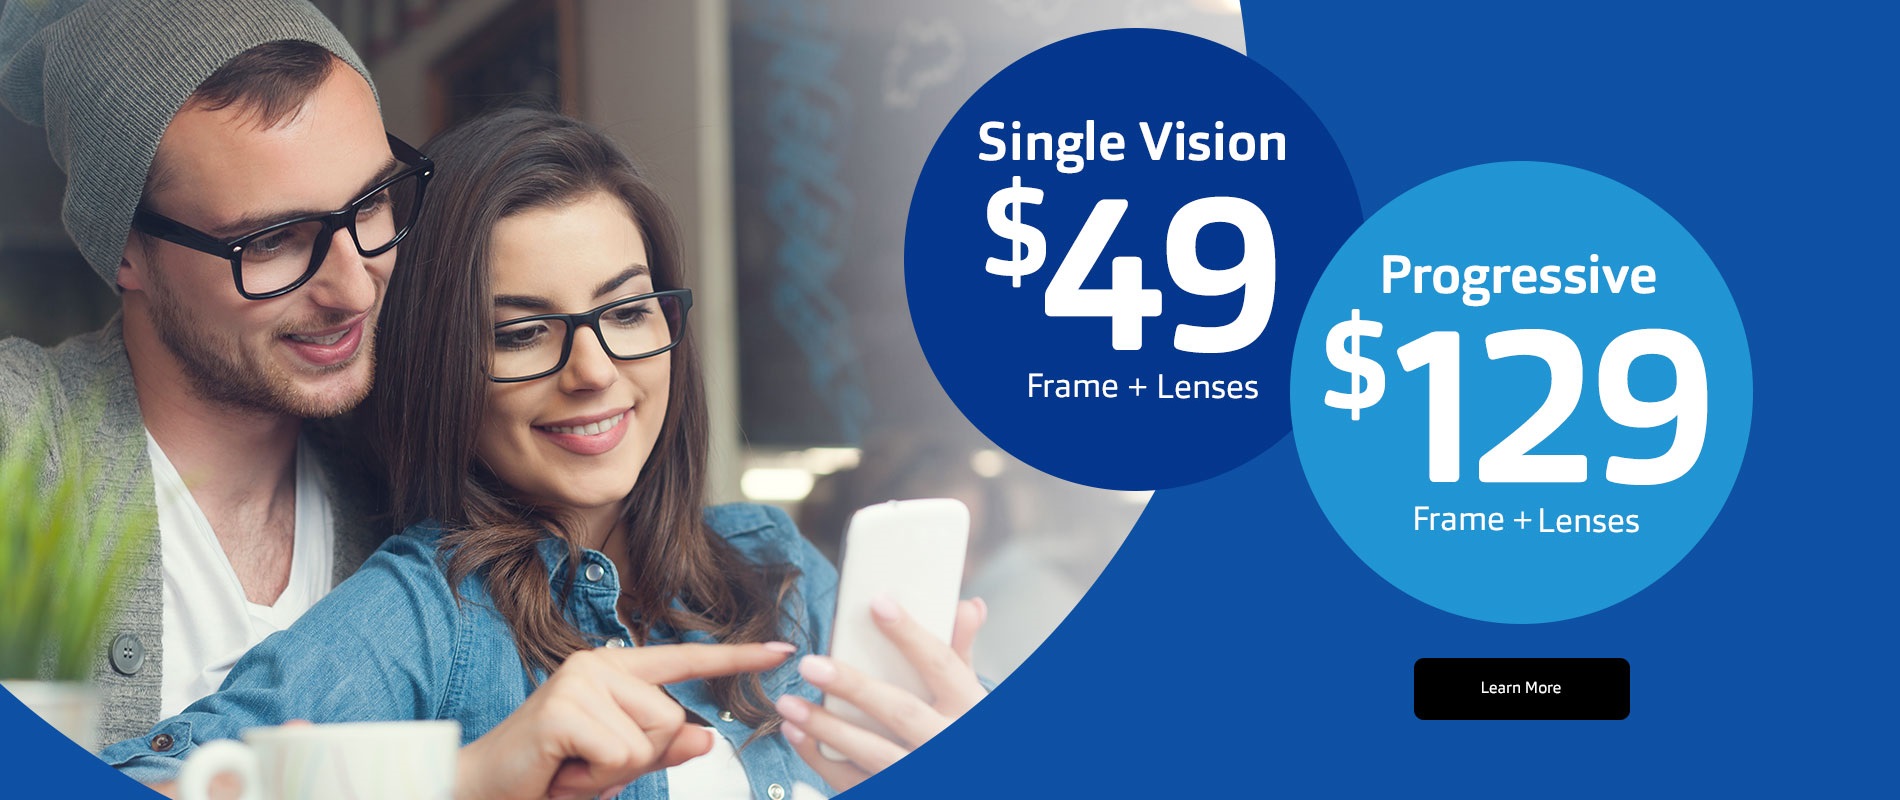 Single Vision
$49
Frame + Lenses
Progressive
$129
Frame + Lenses
Learn More